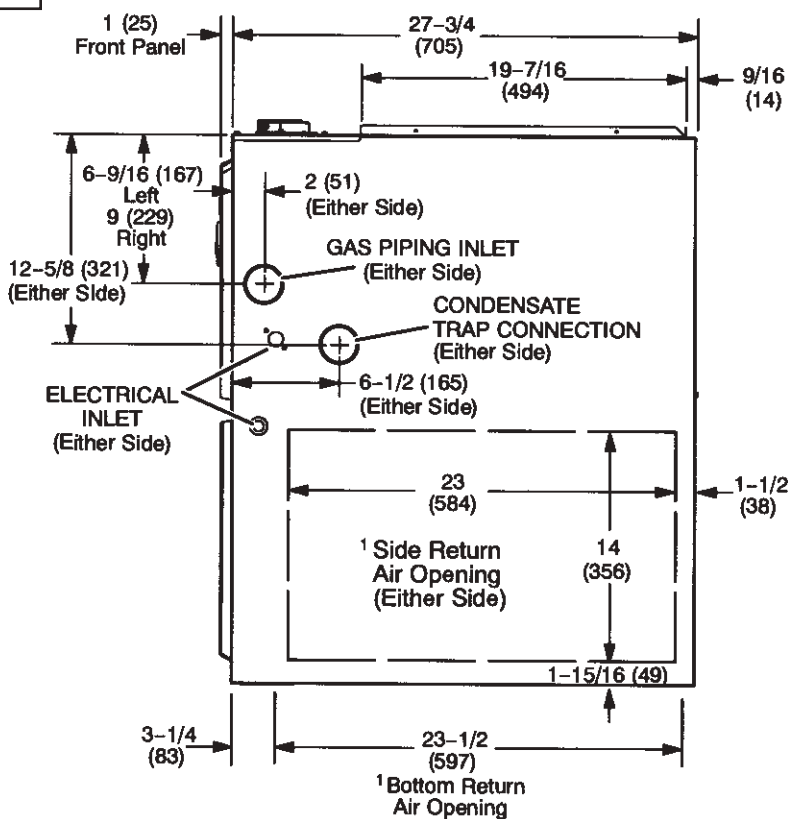 1 (25)
Front Panel
27-3/4
(705)
19-7/16
(494)
9/16
(14)
6-9/16 (167)
Left
9 (229)
Right
2 (51)
(Either Side)
12-5/8 (321)
(Either Side)
GAS PIPING INLET
(Either Side)
CONDENSATE
TRAP CONNECTION
(Either Side)
6-1/2 (165)
(Either Side)
ELECTRICAL
INLET
(Either Side)
23
(584)
1-1/2
(38)
14
(356)
1 Side Return
Air Opening
(Either Side)
1-15/16 (49)
3-1/4
(83)
23-1/2
(597)
1 Bottom Return
Air Opening